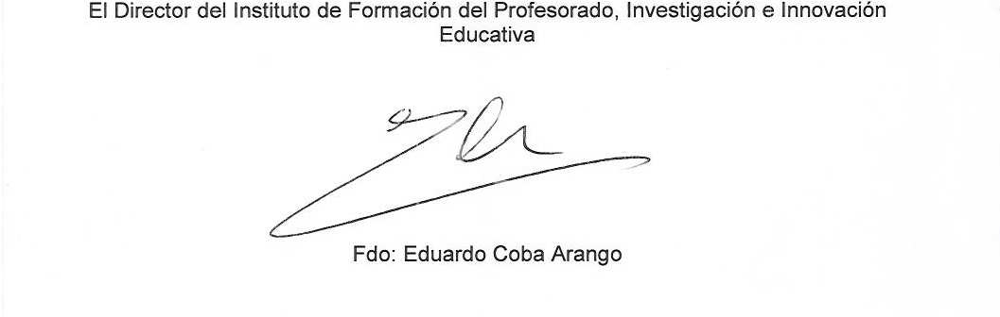 El Director del Instituto de Formación del Profesorado, Investigación e Innovación
Educativa
Fdo: Eduardo Coba Arango